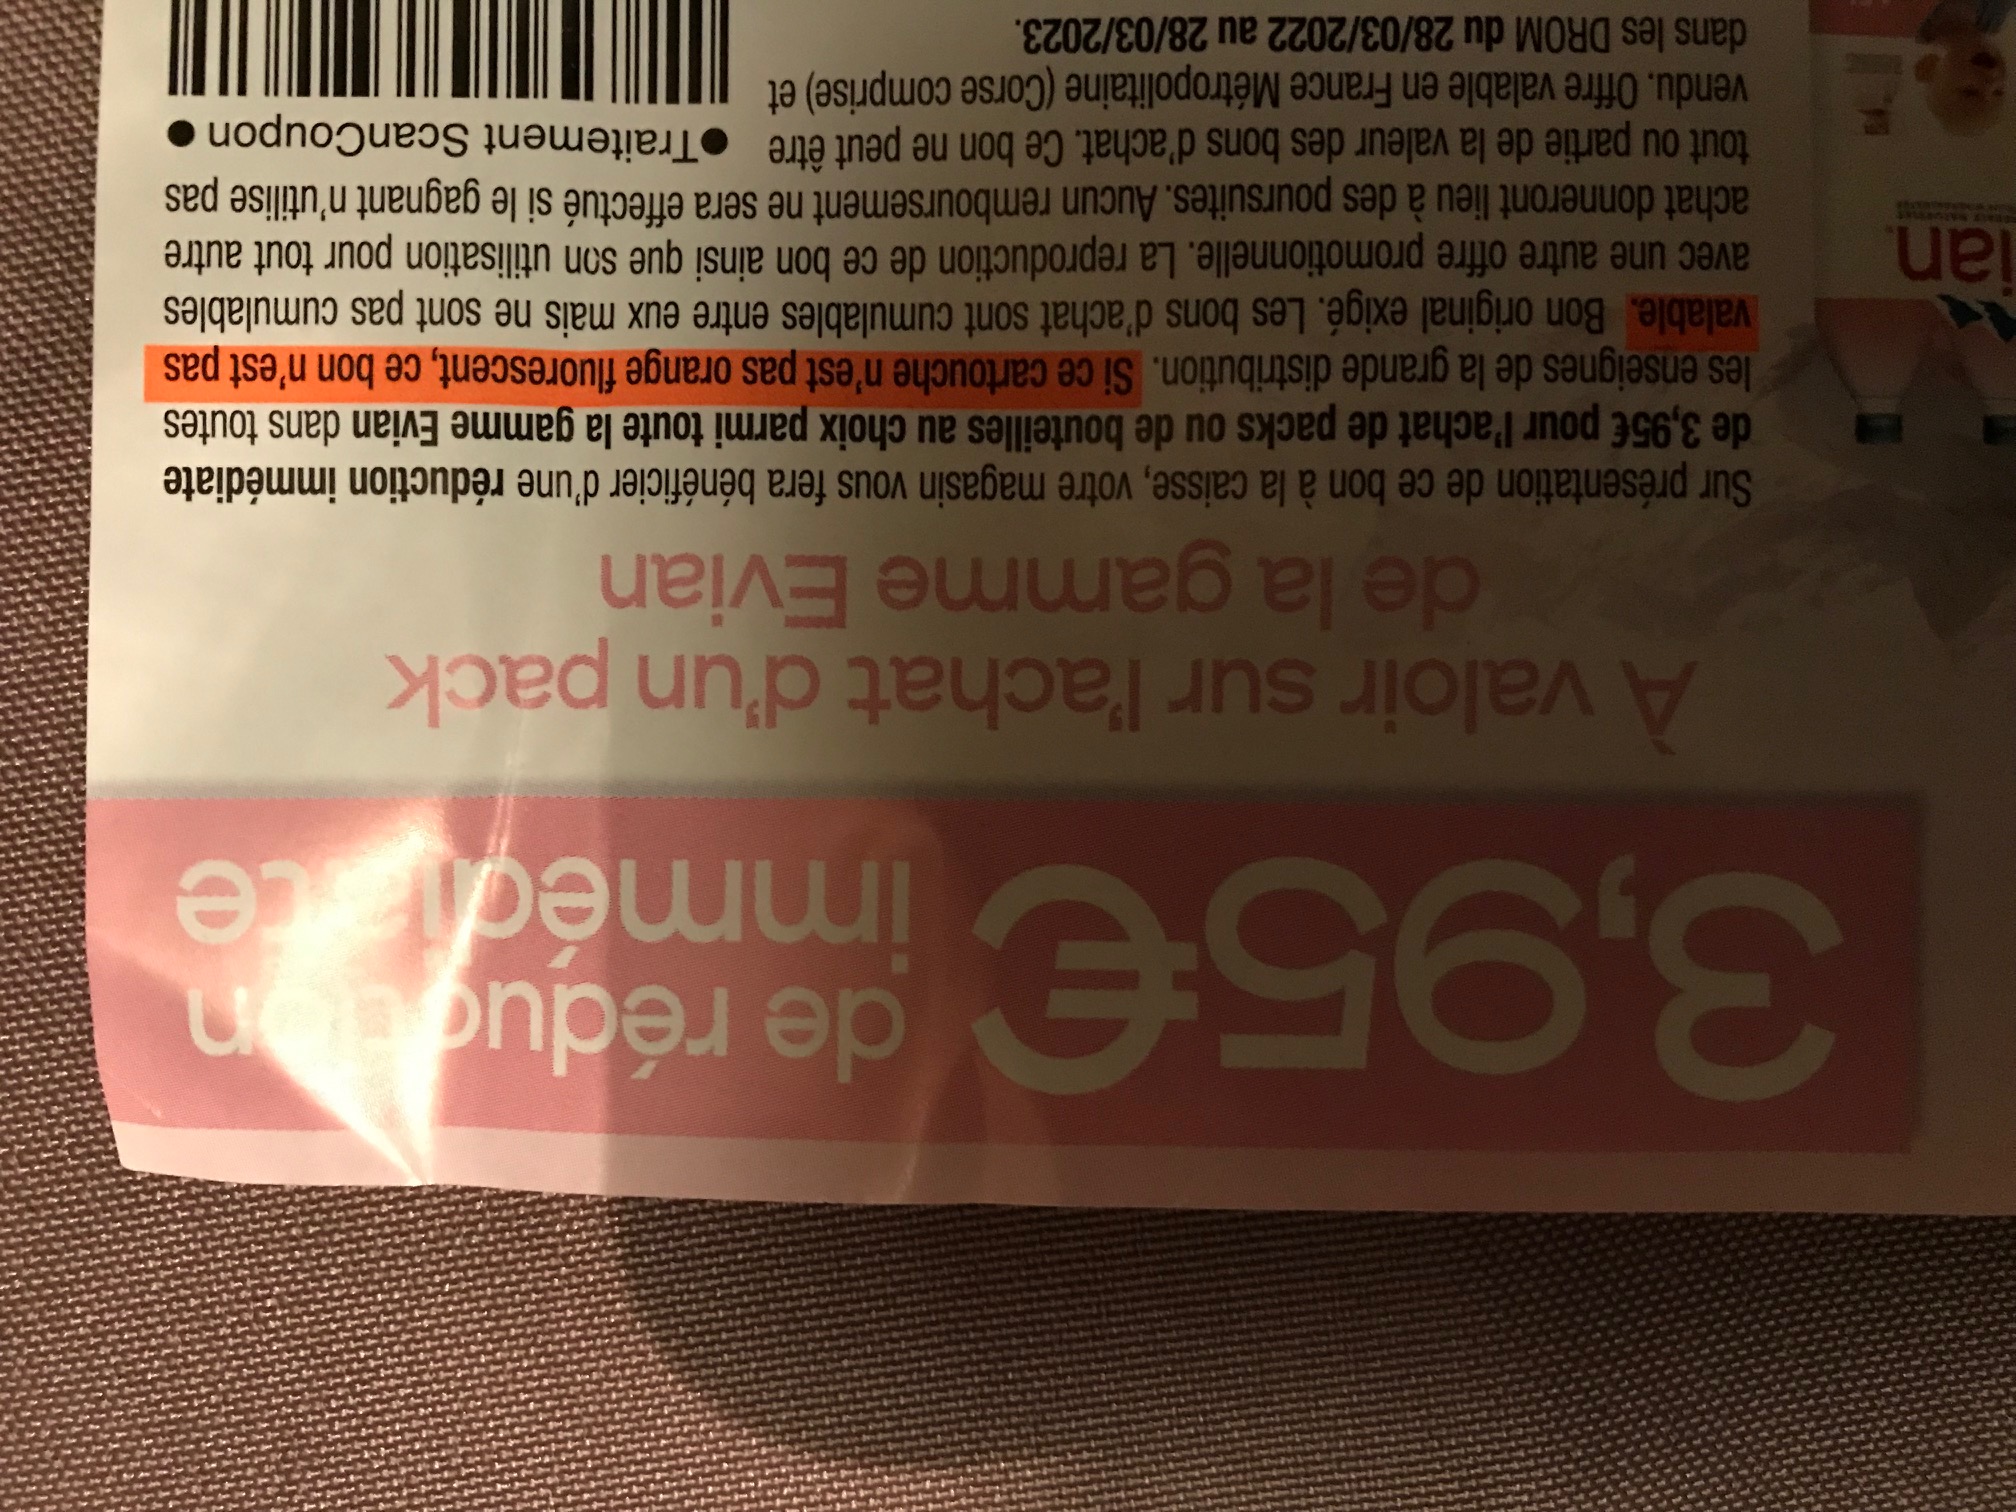 3,95€
de réduction
immédiate
À valoir sur l'achat d'un pack
de la gamme Evian
Sur présentation de ce bon à la caisse, votre magasin vous fera bénéficier d'une réduction immédiate
de 3,95€ pour l'achat de packs ou de bouteilles au choix parmi toute la gamme Evian dans toutes
les enseignes de la grande distribution. Si ce cartouche n'est pas orange fluorescent, ce bon n'est pas
valable. Bon original exigé. Les bons d'achat sont cumulables entre eux mais ne sont pas cumulables
avec une autre offre promotionnelle. La reproduction de ce bon ainsi que son utilisation pour tout autre
achat donneront lieu à des poursuites. Aucun remboursement ne sera effectué si le gagnant n'utilise pas
tout ou partie de la valeur des bons d'achat. Ce bon ne peut être
vendu. Offre valable en France Métropolitaine (Corse comprise) et
dans les DROM du 28/03/2022 au 28/03/2023.
●Traitement ScanCoupon ●
ian